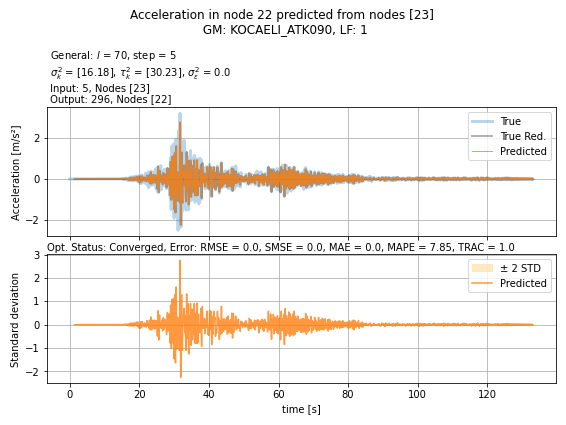 Acceleration in node 22 predicted from nodes [23]
GM: KOCAELI_ATK090, LF: 1
General: l = 70, step = 5
σ²ₖ = [16.18], τ²ₖ = [30.23], σ²ε = 0.0
Input: 5, Nodes [23]
Output: 296, Nodes [22]
Acceleration [m/s²]
2
0
−2
True
True Red.
Predicted
Opt. Status: Converged, Error: RMSE = 0.0, SMSE = 0.0, MAE = 0.0, MAPE = 7.85, TRAC = 1.0
Standard deviation
3
2
1
0
−1
−2
± 2 STD
Predicted
0 20 40 60 80 100 120
time [s]